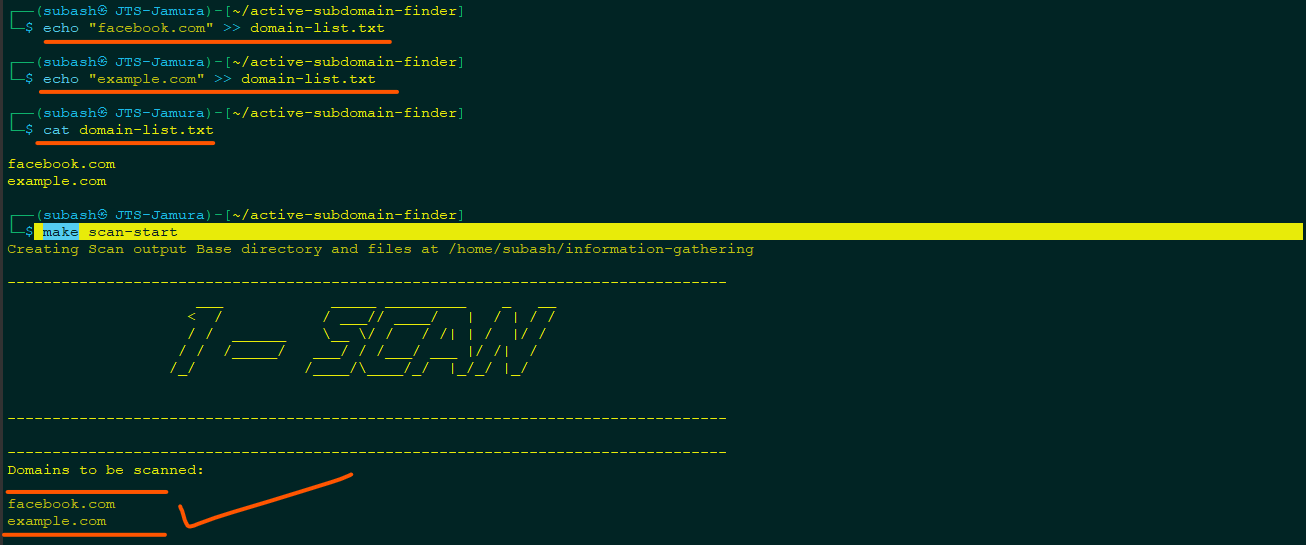 ┌──(subash㉿ JTS-Jamura)-[~/active-subdomain-finder]
└─$ echo "facebook.com" >> domain-list.txt
┌──(subash㉿ JTS-Jamura)-[~/active-subdomain-finder]
└─$ echo "example.com" >> domain-list.txt
┌──(subash㉿ JTS-Jamura)-[~/active-subdomain-finder]
└─$ cat domain-list.txt
facebook.com
example.com
┌──(subash㉿ JTS-Jamura)-[~/active-subdomain-finder]
└─$ make scan-start
Creating Scan output Base directory and files at /home/subash/information-gathering
--------------------------------------------------------------------------------
1 - SCAN
--------------------------------------------------------------------------------
--------------------------------------------------------------------------------
Domains to be scanned:
facebook.com
example.com